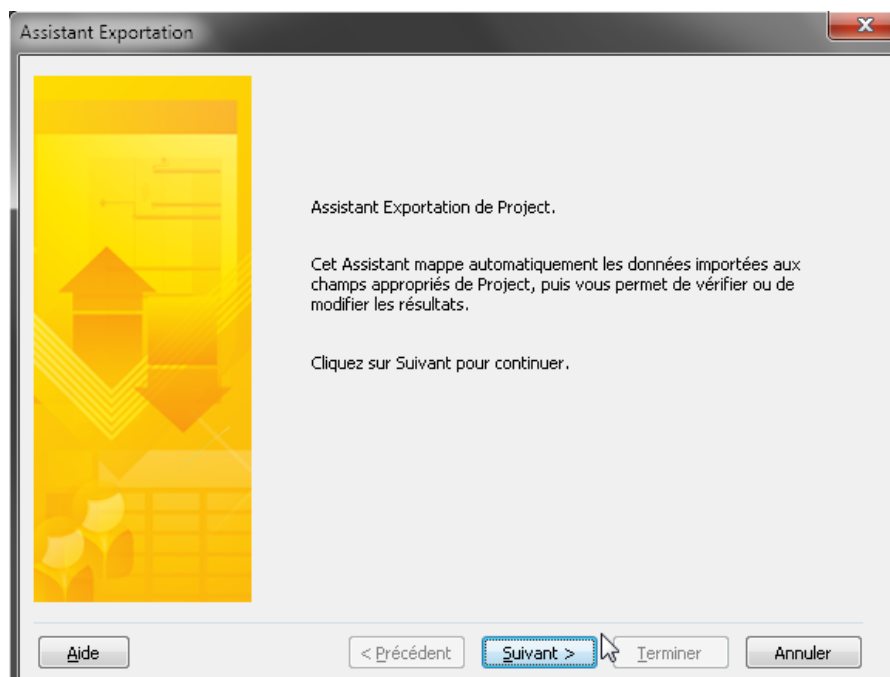 Assistant Exportation
Assistant Exportation de Project.
Cet Assistant mappe automatiquement les données importées aux
champs appropriés de Project, puis vous permet de vérifier ou de
modifier les résultats.
Cliquez sur Suivant pour continuer.
Aide
< Précédent
Suivant >
Terminer
Annuler